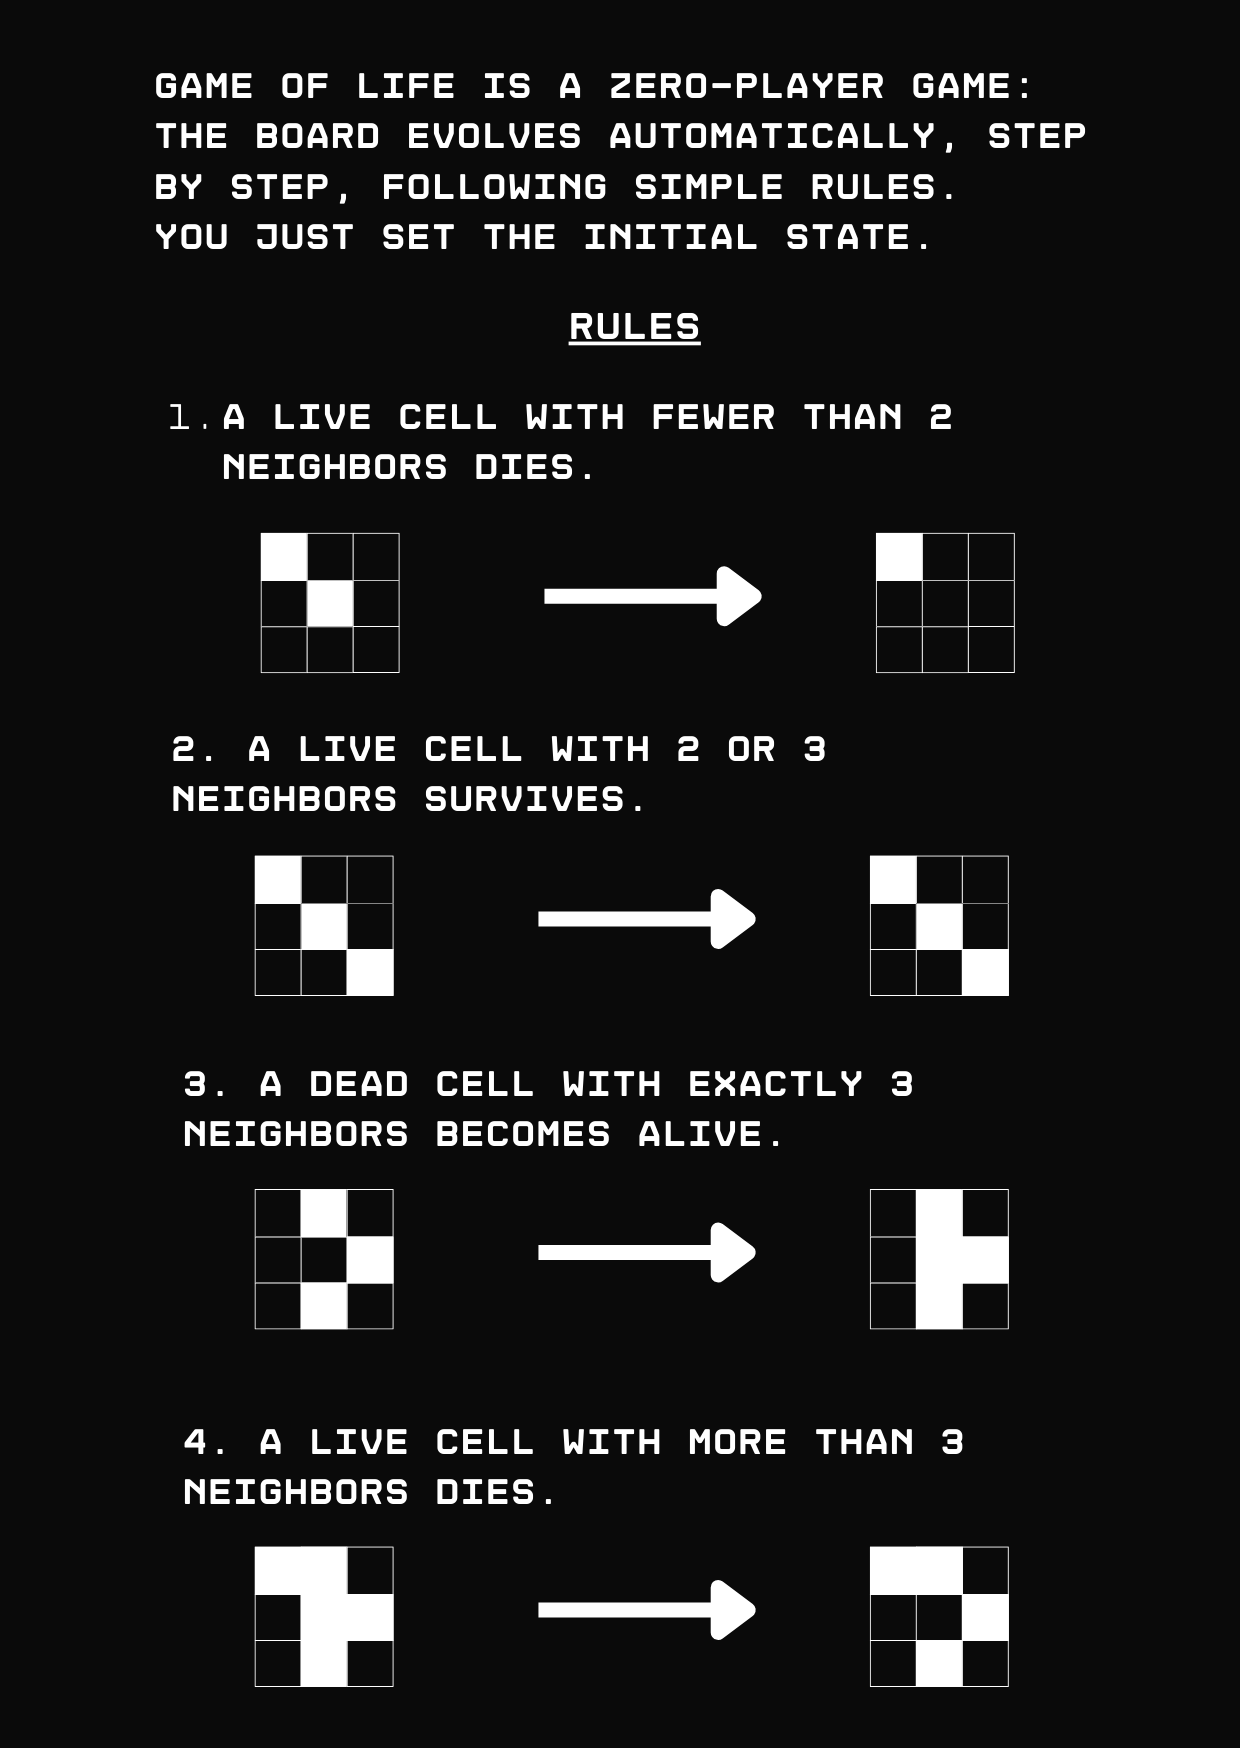 GAME OF LIFE IS A ZERO-PLAYER GAME:
THE BOARD EVOLVES AUTOMATICALLY, STEP
BY STEP, FOLLOWING SIMPLE RULES.
YOU JUST SET THE INITIAL STATE.
RULES
1. A LIVE CELL WITH FEWER THAN 2
NEIGHBORS DIES.
2. A LIVE CELL WITH 2 OR 3
NEIGHBORS SURVIVES.
3. A DEAD CELL WITH EXACTLY 3
NEIGHBORS BECOMES ALIVE.
4. A LIVE CELL WITH MORE THAN 3
NEIGHBORS DIES.